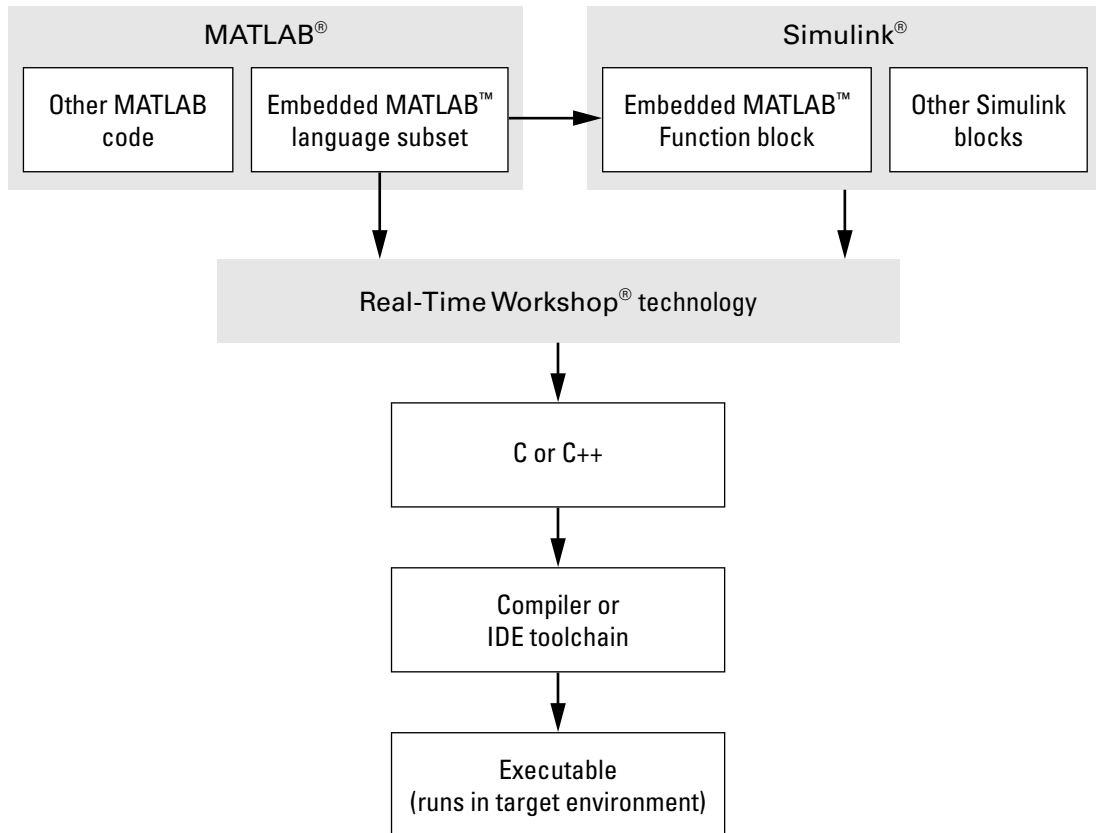 MATLAB®
Other MATLAB
code
Embedded MATLAB™
language subset
Simulink®
Embedded MATLAB™
Function block
Other Simulink
blocks
Real-Time Workshop® technology
C or C++
Compiler or
IDE toolchain
Executable
(runs in target environment)